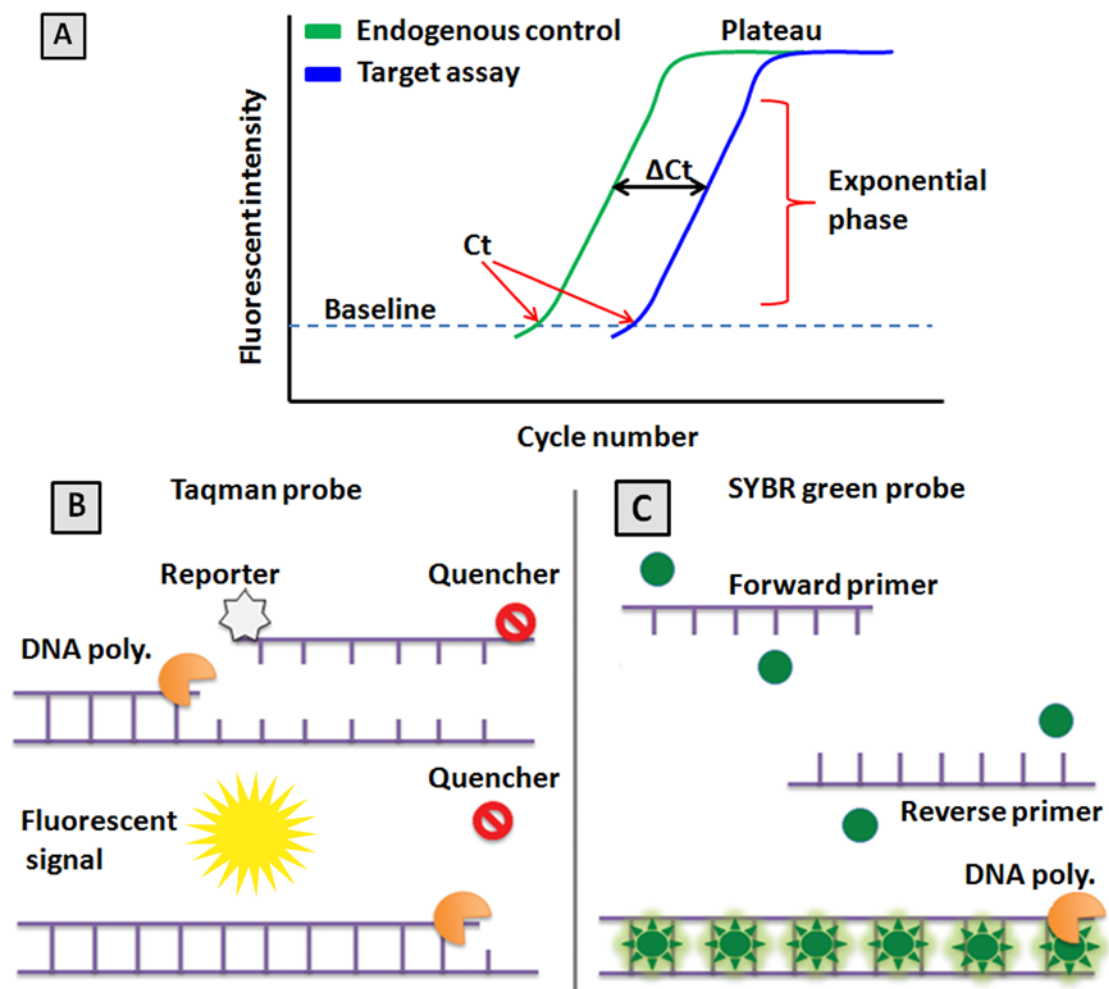 A
Endogenous control
Target assay
Plateau
Fluorescent intensity
ΔCt
Exponential
phase
Ct
Baseline
Cycle number
B
Taqman probe
Reporter
Quencher
DNA poly.
Quencher
Fluorescent
signal
C
SYBR green probe
Forward primer
Reverse primer
DNA poly.